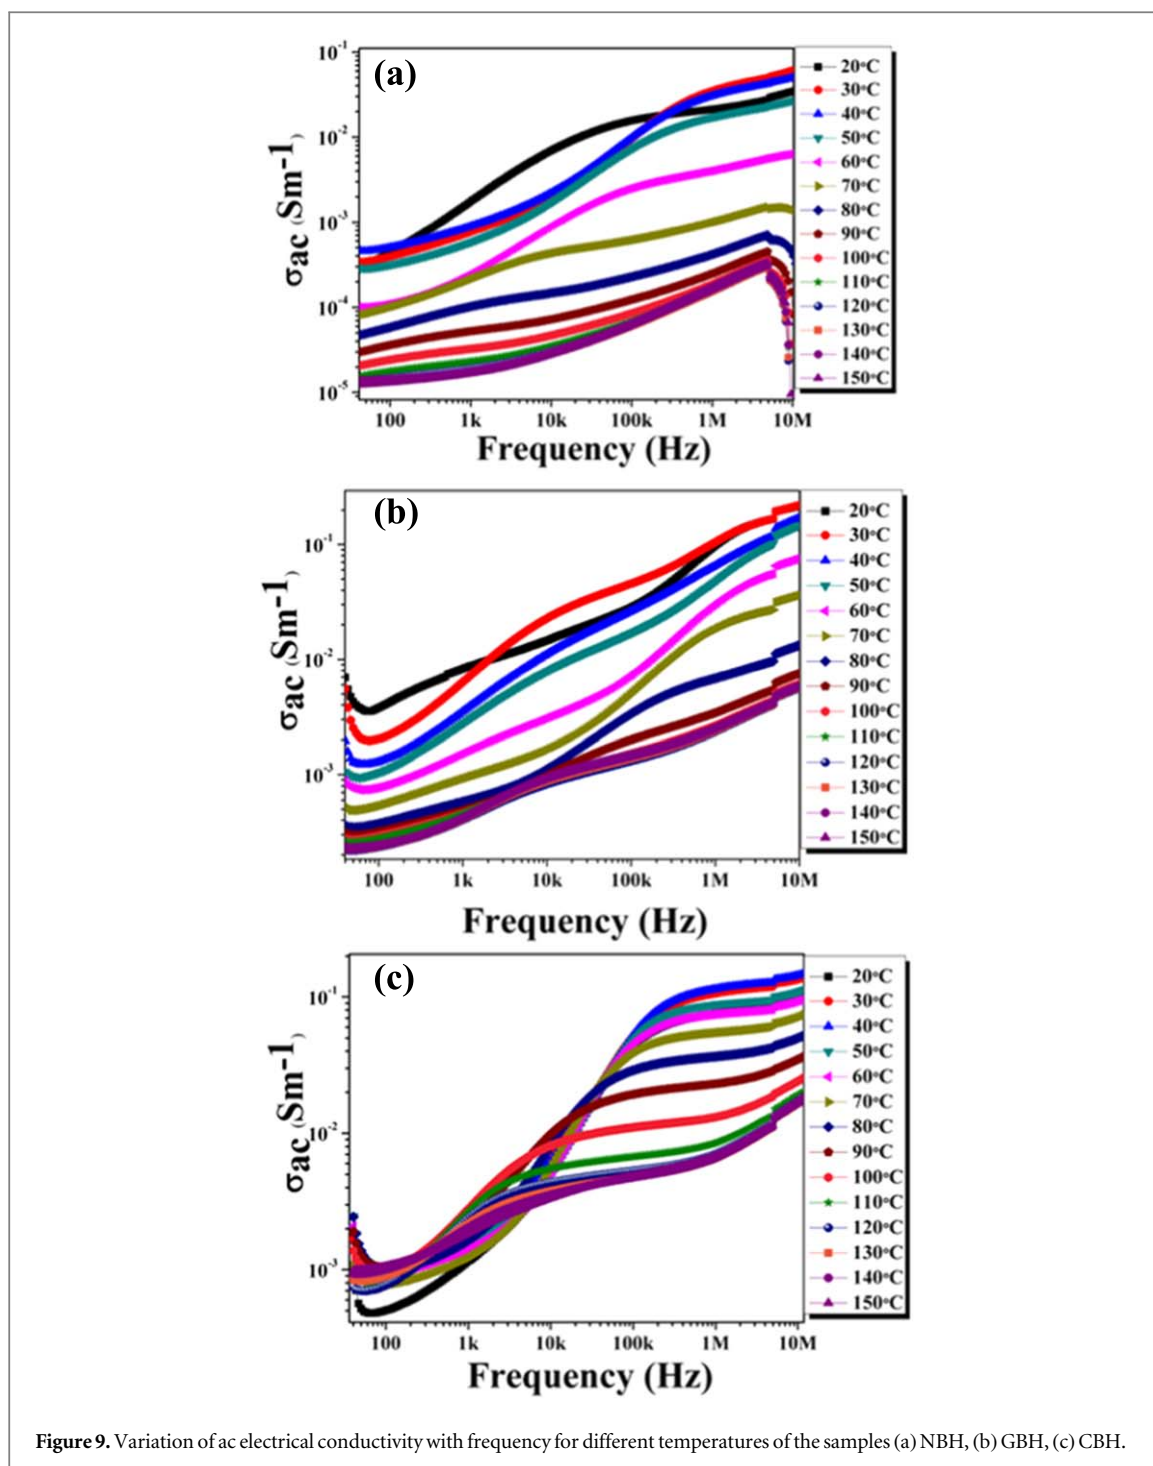 (a)
10-1
10-2
10-3
10-4
10-5
σac (Sm-1)
100 1k 10k 100k 1M 10M
Frequency (Hz)
20°C
30°C
40°C
50°C
60°C
70°C
80°C
90°C
100°C
110°C
120°C
130°C
140°C
150°C
(b)
10-1
10-2
10-3
σac (Sm-1)
100 1k 10k 100k 1M 10M
Frequency (Hz)
20°C
30°C
40°C
50°C
60°C
70°C
80°C
90°C
100°C
110°C
120°C
130°C
140°C
150°C
(c)
10-1
10-2
10-3
σac (Sm-1)
100 1k 10k 100k 1M 10M
Frequency (Hz)
20°C
30°C
40°C
50°C
60°C
70°C
80°C
90°C
100°C
110°C
120°C
130°C
140°C
150°C
Figure 9. Variation of ac electrical conductivity with frequency for different temperatures of the samples (a) NBH, (b) GBH, (c) CBH.